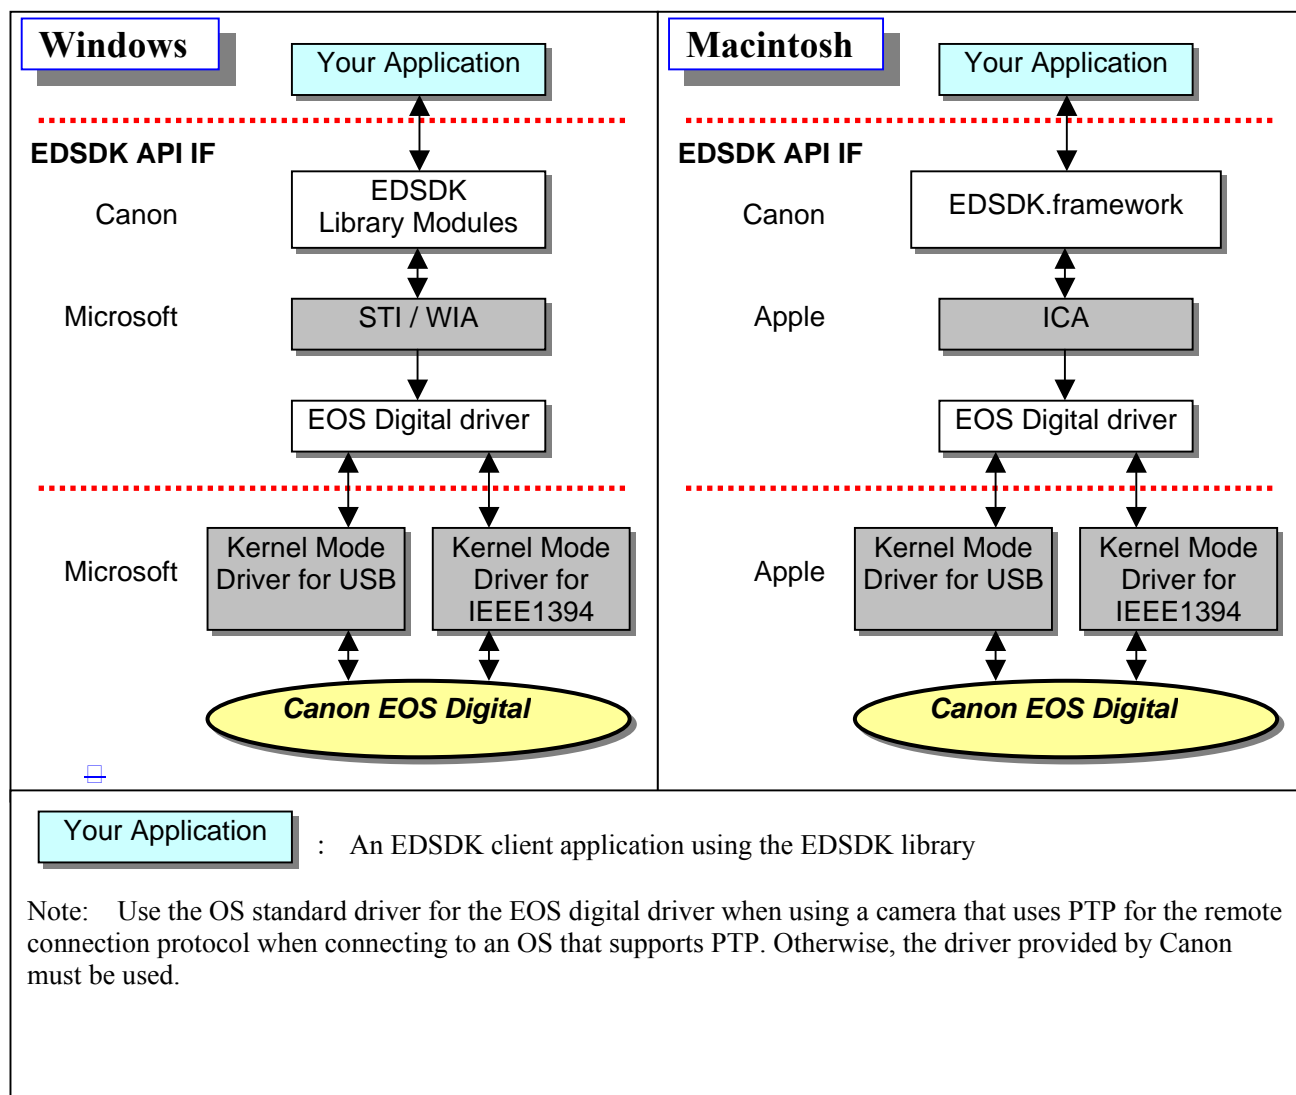 Windows
Your Application
EDSDK API IF
Canon
EDSDK
Library Modules
Microsoft
STI / WIA
EOS Digital driver
Microsoft
Kernel Mode
Driver for USB
Kernel Mode
Driver for
IEEE1394
Canon EOS Digital
Macintosh
Your Application
EDSDK API IF
Canon
EDSDK.framework
Apple
ICA
EOS Digital driver
Apple
Kernel Mode
Driver for USB
Kernel Mode
Driver for
IEEE1394
Canon EOS Digital
Your Application : An EDSDK client application using the EDSDK library
Note: Use the OS standard driver for the EOS digital driver when using a camera that uses PTP for the remote
connection protocol when connecting to an OS that supports PTP. Otherwise, the driver provided by Canon
must be used.